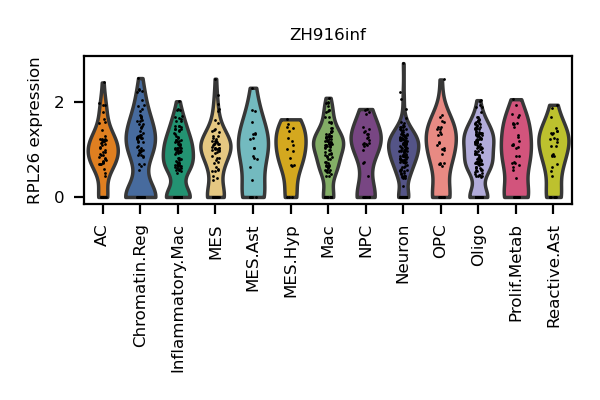 ZH916inf
RPL26 expression
2
0
AC
Chromatin.Reg
Inflammatory.Mac
MES
MES.Ast
MES.Hyp
Mac
NPC
Neuron
OPC
Oligo
Prolif.Metab
Reactive.Ast